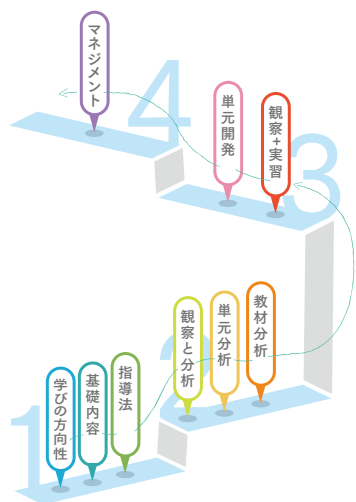 4
マネジメント
3
単元開発
観察+実習
2
観察と分析
単元分析
教材分析
1
学びの方向性
基礎内容
指導法